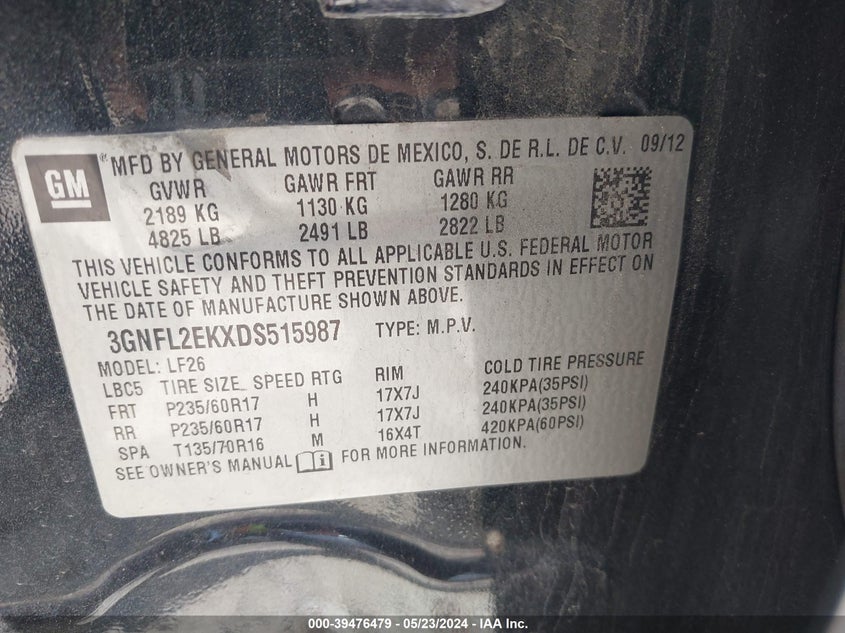 GM ® MFD BY GENERAL MOTORS DE MEXICO, S. DE R.L. DE C.V. 09/12
GVWR GAWR FRT GAWR RR
2189 KG 1130 KG 1280 KG
4825 LB 2491 LB 2822 LB
THIS VEHICLE CONFORMS TO ALL APPLICABLE U.S. FEDERAL MOTOR
VEHICLE SAFETY AND THEFT PREVENTION STANDARDS IN EFFECT ON
THE DATE OF MANUFACTURE SHOWN ABOVE.
3GNFL2EKXDS515987 TYPE: M.P.V.
MODEL: LF26
LBC5 TIRE SIZE SPEED RTG RIM COLD TIRE PRESSURE
FRT P235/60R17 H 17X7J 240KPA(35PSI)
RR P235/60R17 H 17X7J 240KPA(35PSI)
SPA T135/70R16 M 16X4T 420KPA(60PSI)
SEE OWNER'S MANUAL FOR MORE INFORMATION.
000-39476479 - 05/23/2024 - IAA Inc.